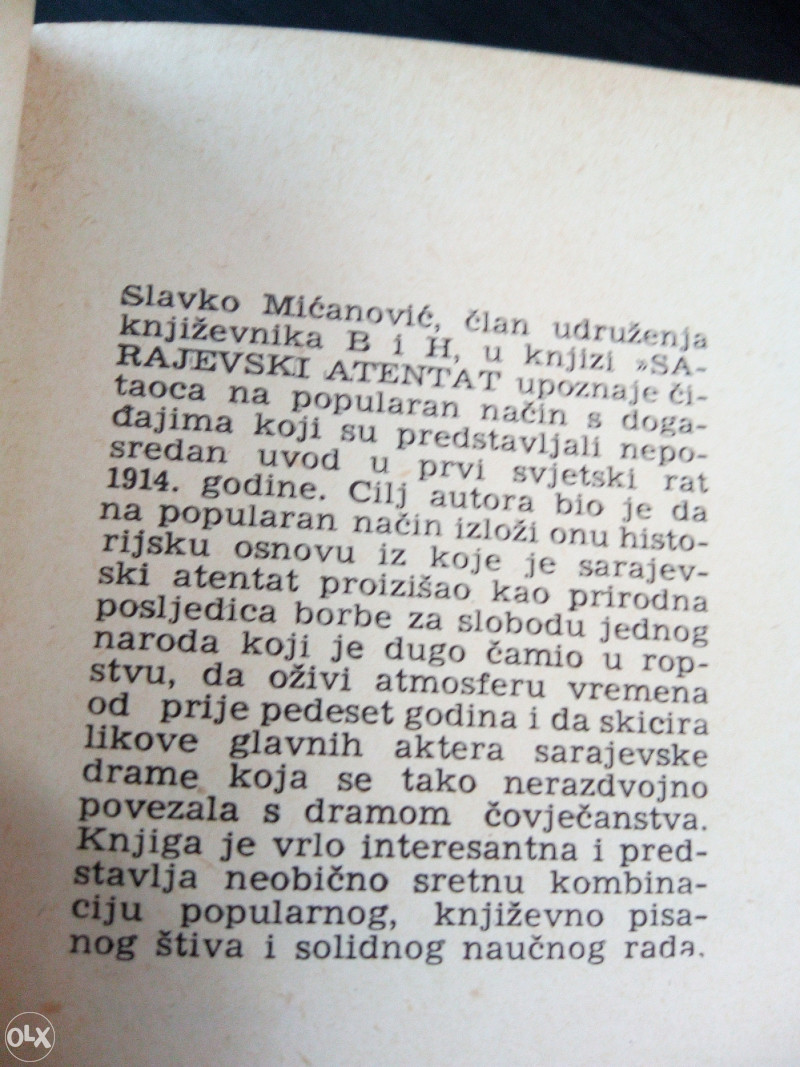 Slavko Mićanović, član udruženja
književnika B i H, u knjizi »SA-
RAJEVSKI ATENTAT upoznaje či-
taoca na popularan način s doga-
đajima koji su predstavljali nepo-
sredan uvod u prvi svjetski rat
1914. godine. Cilj autora bio je da
na popularan način izloži onu histo-
rijsku osnovu iz koje je sarajev-
ski atentat proizišao kao prirodna
posljedica borbe za slobodu jednog
naroda koji je dugo čamio u rop-
stvu, da oživi atmosferu vremena
od prije pedeset godina i da skicira
likove glavnih aktera sarajevske
drame koja se tako nerazdvojno
povezala s dramom čovječanstva.
Knjiga je vrlo interesantna i pred-
stavlja neobično sretnu kombina-
ciju popularnog, književno pisa-
nog štiva i solidnog naučnog rada.
OLX